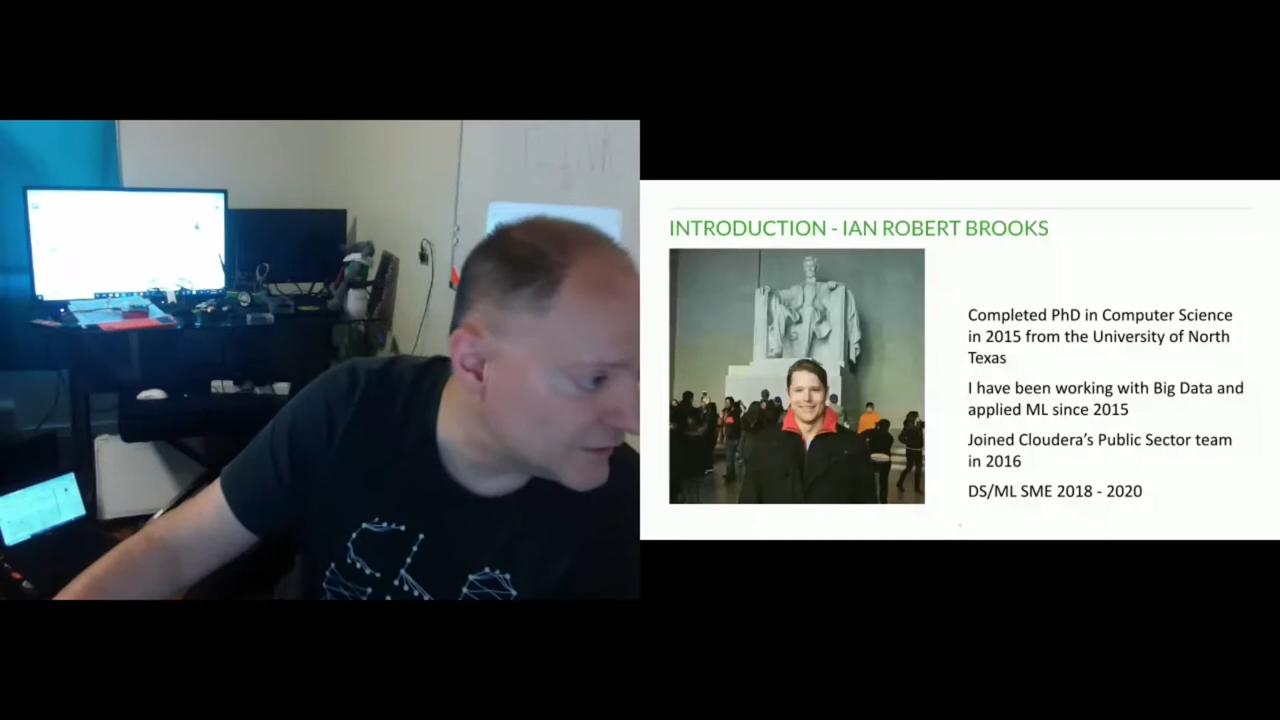 INTRODUCTION - IAN ROBERT BROOKS
Completed PhD in Computer Science
in 2015 from the University of North
Texas
I have been working with Big Data and
applied ML since 2015
Joined Cloudera’s Public Sector team
in 2016
DS/ML SME 2018 - 2020